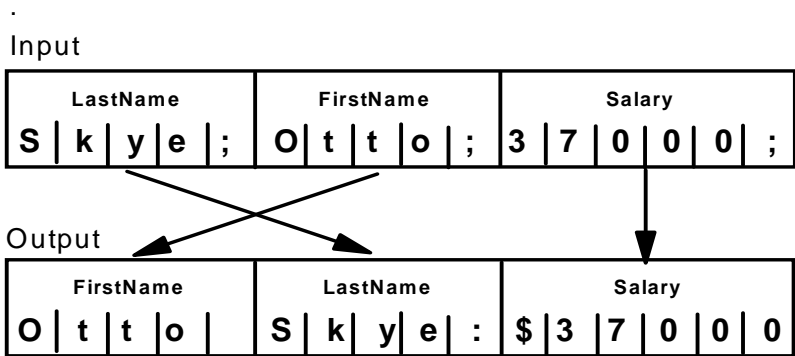 .
Input
LastName FirstName Salary
S | k | y | e | ; O | t | t | o | ; 3 | 7 | 0 | 0 | 0 | ;
Output
FirstName LastName Salary
O | t | t | o | S | k | y | e | : | $ | 3 | 7 | 0 | 0 | 0